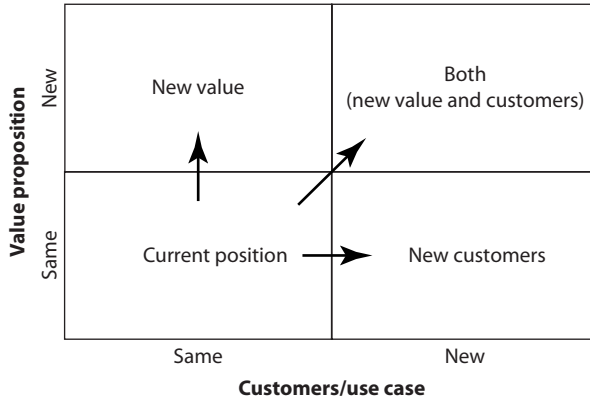 Value proposition
New
Same
New value
Both
(new value and customers)
Current position
New customers
Same
New
Customers/use case